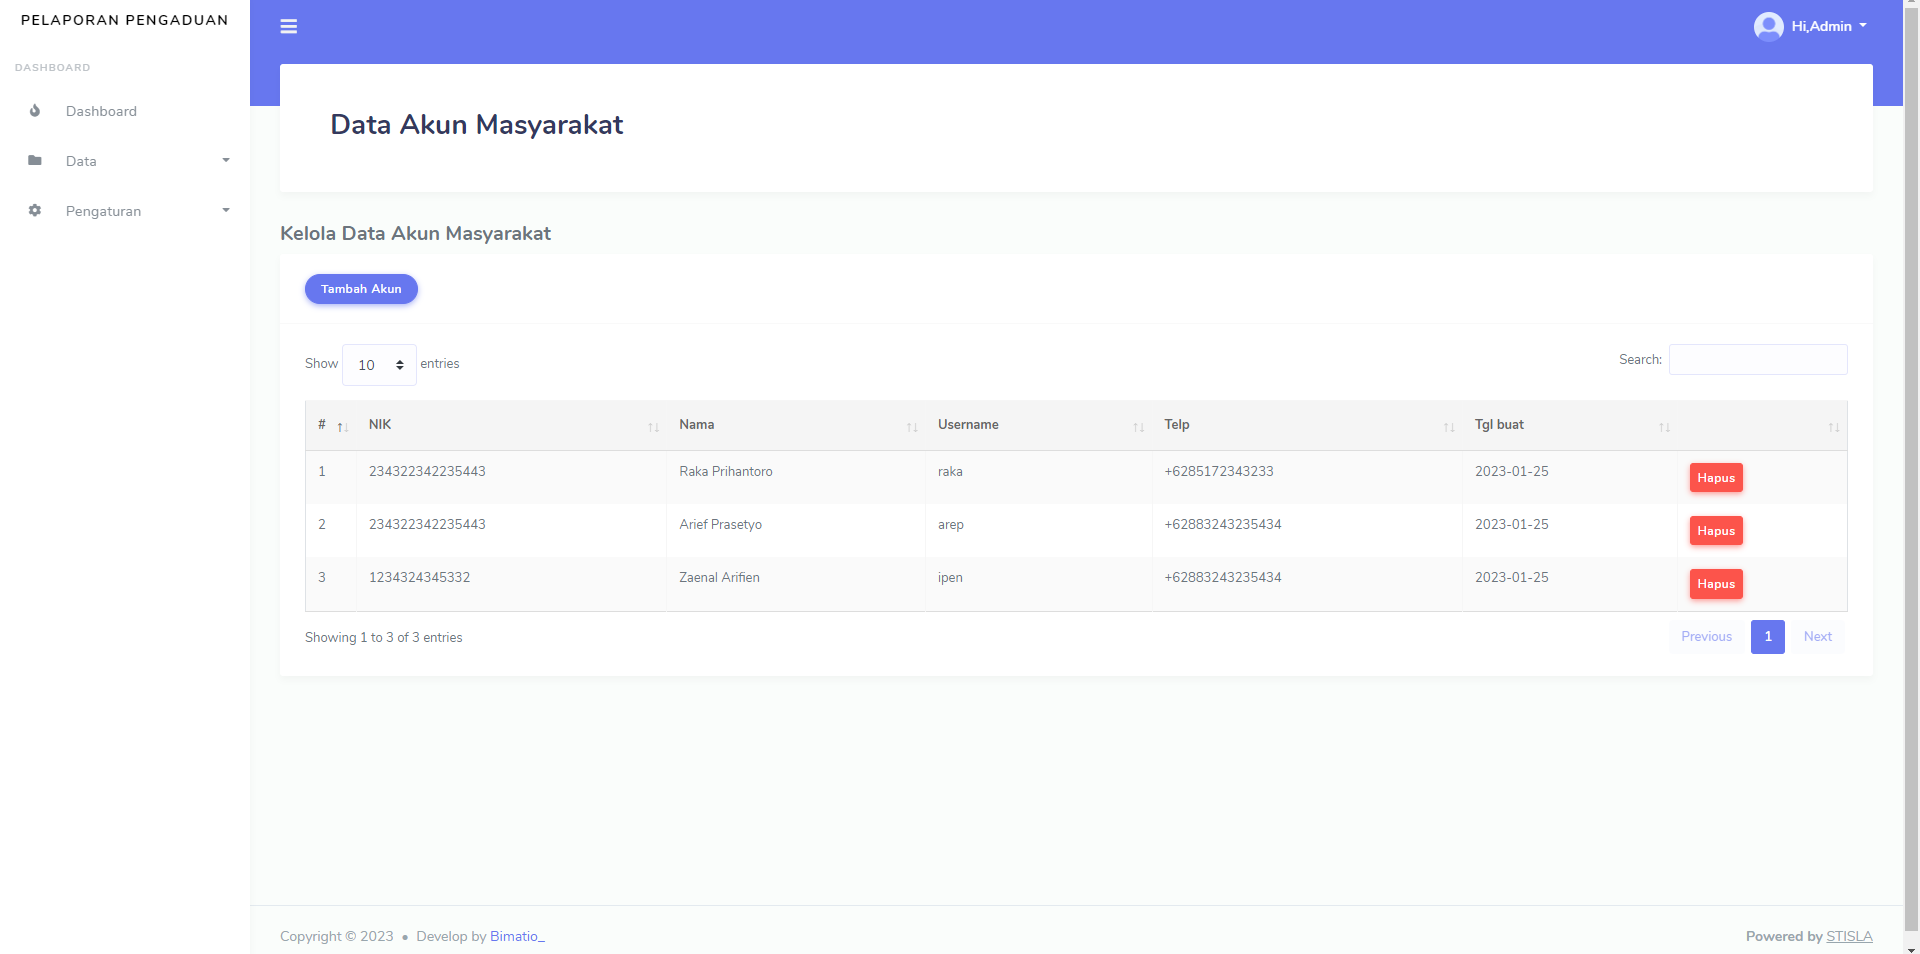 PELAPORAN PENGADUAN
DASHBOARD
Dashboard
Data
Pengaturan
Hi,Admin
Data Akun Masyarakat
Kelola Data Akun Masyarakat
Tambah Akun
Show 10 entries
Search:
# NIK Nama Username Telp Tgl buat
1 234322342235443 Raka Prihantoro raka +6285172343233 2023-01-25 Hapus
2 234322342235443 Arief Prasetyo arep +62883243235434 2023-01-25 Hapus
3 1234324345332 Zaenal Arifien ipen +62883243235434 2023-01-25 Hapus
Showing 1 to 3 of 3 entries
Previous 1 Next
Copyright © 2023 • Develop by Bimatio_
Powered by STISLA